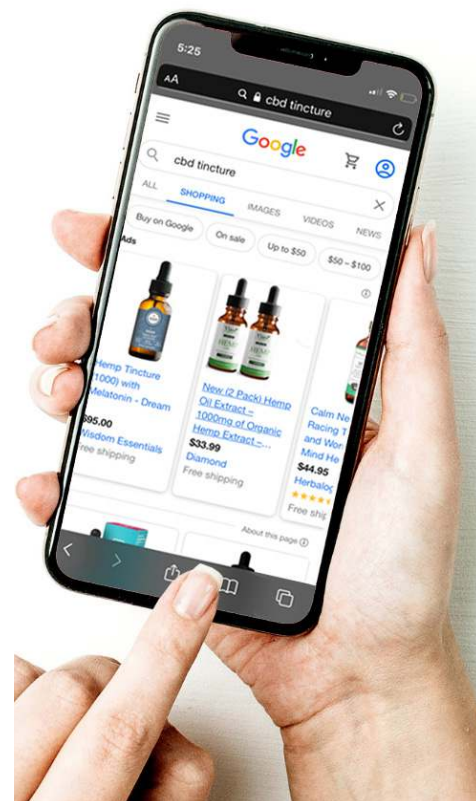 5:25
AA
cbd tincture
Google
cbd tincture
ALL SHOPPING IMAGES VIDEOS NEWS
Buy on Google On sale Up to $50 $50 – $100
Ads
Hemp Tincture
(1000) with
Melatonin - Dream
$95.00
Wisdom Essentials
Free shipping
New (2 Pack) Hemp
Oil Extract –
1000mg of Organic
Hemp Extract –...
$33.99
Diamond
Free shipping
Calm Ne
Racing T
and Wor
Mind He
$44.95
Herbalog
Free ship
HEMP
About this page